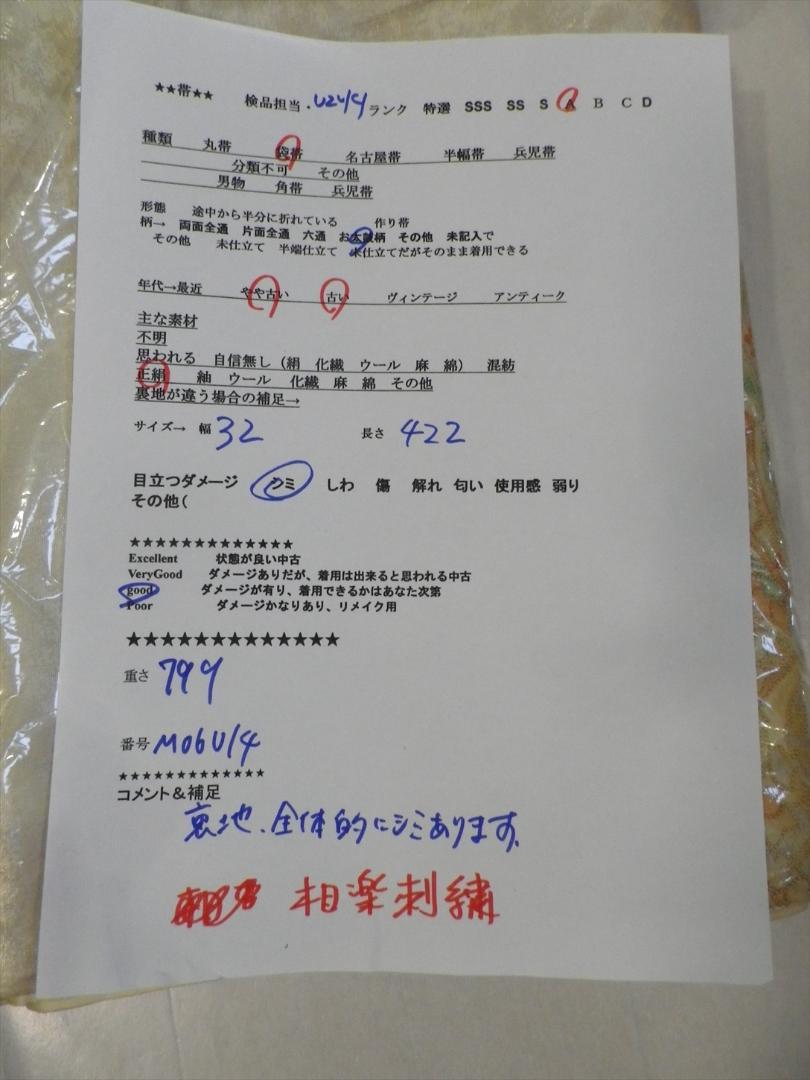 ★★帯★★ 検品担当. ランク 特選 SSS SS S A B C D
種類 丸帯 袋帯 名古屋帯 半幅帯 兵児帯
分類不可 その他
男物 角帯 兵児帯
形態 途中から半分に折れている 作り帯
柄→ 両面全通 片面全通 六通 お太鼓柄 その他 未記入で
その他 未仕立て 半端仕立て 未仕立てだがそのまま着用できる
年代→最近 やや古い 古い ヴィンテージ アンティーク
主な素材
不明
思われる 自信無し（絹 化繊 ウール 麻 綿） 混紡
正絹 紬 ウール 化繊 麻 綿 その他
裏地が違う場合の補足→
サイズ→ 幅 32 長さ 422
目立つダメージ シミ しわ 傷 解れ 匂い 使用感 弱り
その他（
★★★★★★★★★★★★★
Excellent 状態が良い中古
VeryGood ダメージありだが、着用は出来ると思われる中古
good ダメージが有り、着用できるかはあなた次第
Poor ダメージかなりあり、リメイク用
★★★★★★★★★★★★★
重さ 799
番号 M06U14
★★★★★★★★★★★★★
コメント＆補足
裏地、全体的にシミあります、
相楽刺繍